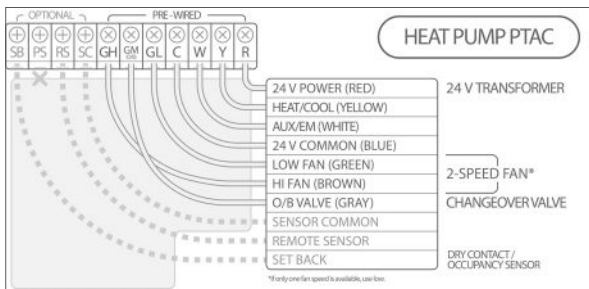 OPTIONAL
PRE-WIRED
SB PS RS SC GH GM GL C W Y R
HEAT PUMP PTAC
24 V POWER (RED)
24 V TRANSFORMER
HEAT/COOL (YELLOW)
AUX/EM (WHITE)
24 V COMMON (BLUE)
LOW FAN (GREEN)
2-SPEED FAN*
HI FAN (BROWN)
O/B VALVE (GRAY)
CHANGEOVER VALVE
SENSOR COMMON
REMOTE SENSOR
SET BACK
DRY CONTACT /
OCCUPANCY SENSOR
*If only one fan speed is available, use low.